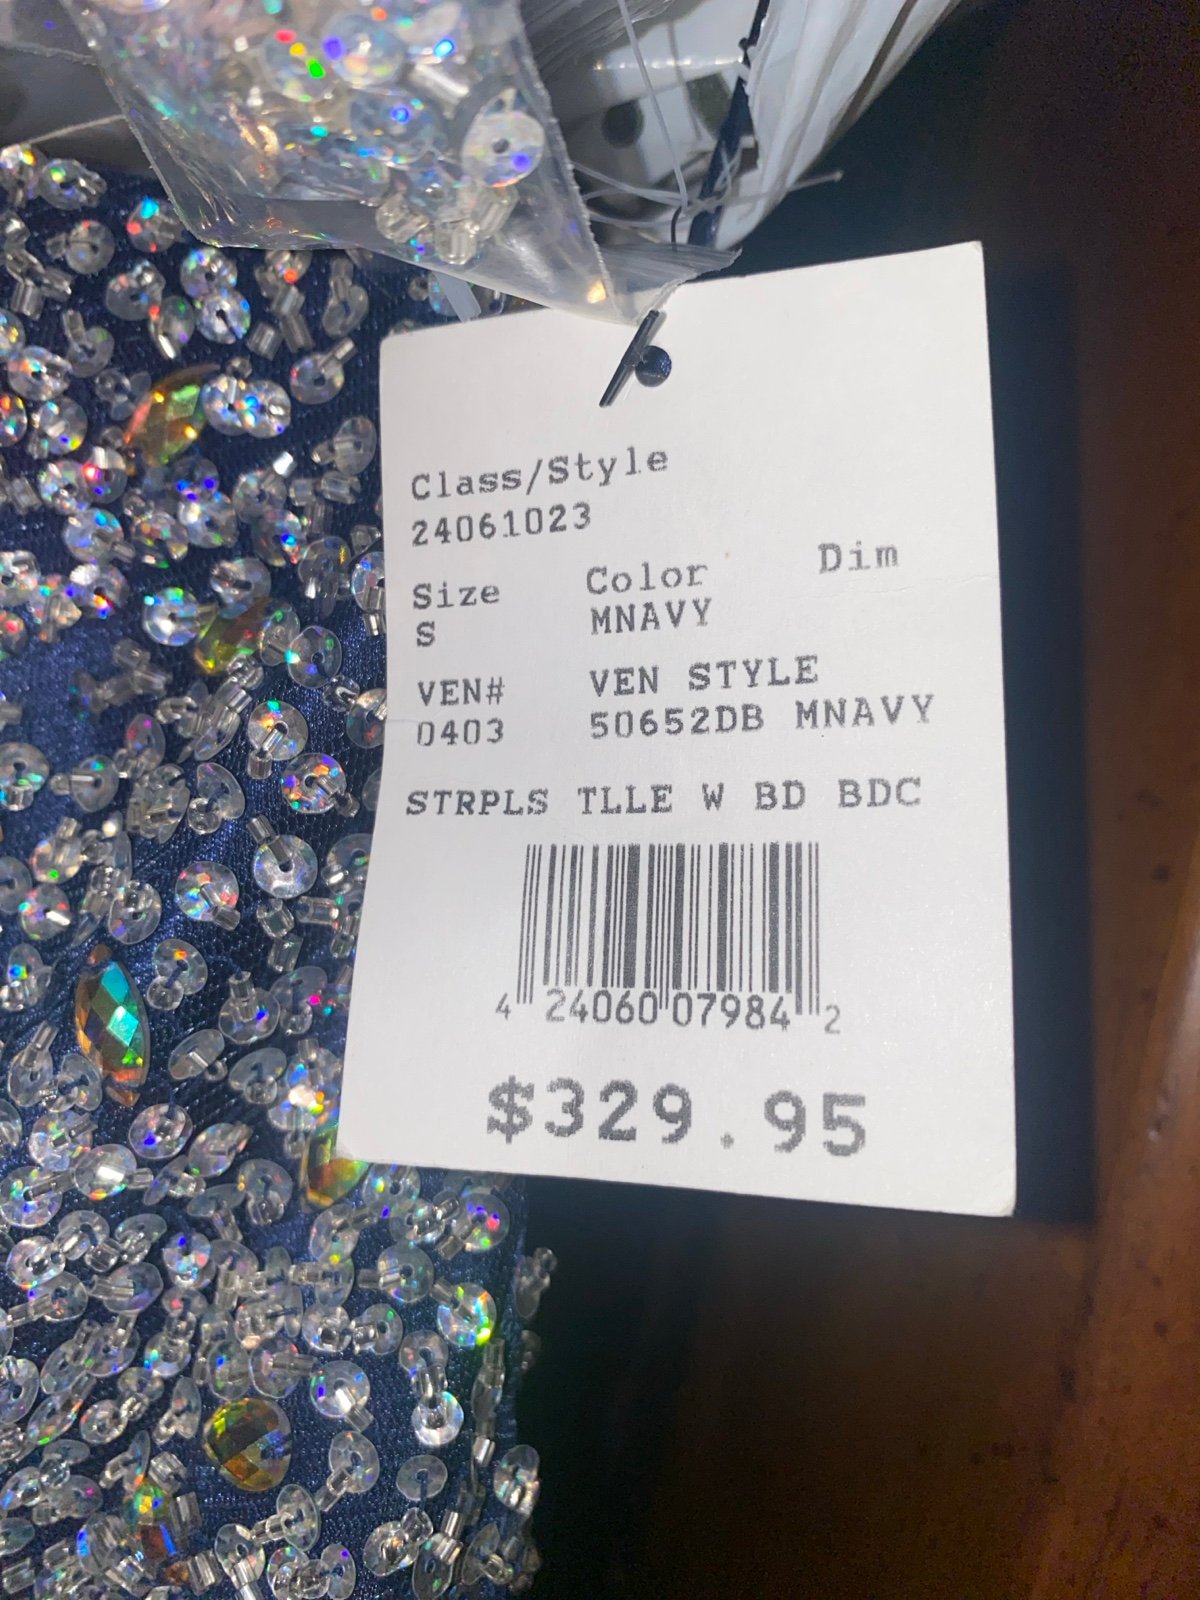 Class/Style
24061023
Size Color Dim
S MNAVY
VEN# VEN STYLE
0403 50652DB MNAVY
STRPLS TLLE W BD BDC
4 24060 07984 2
$329.95